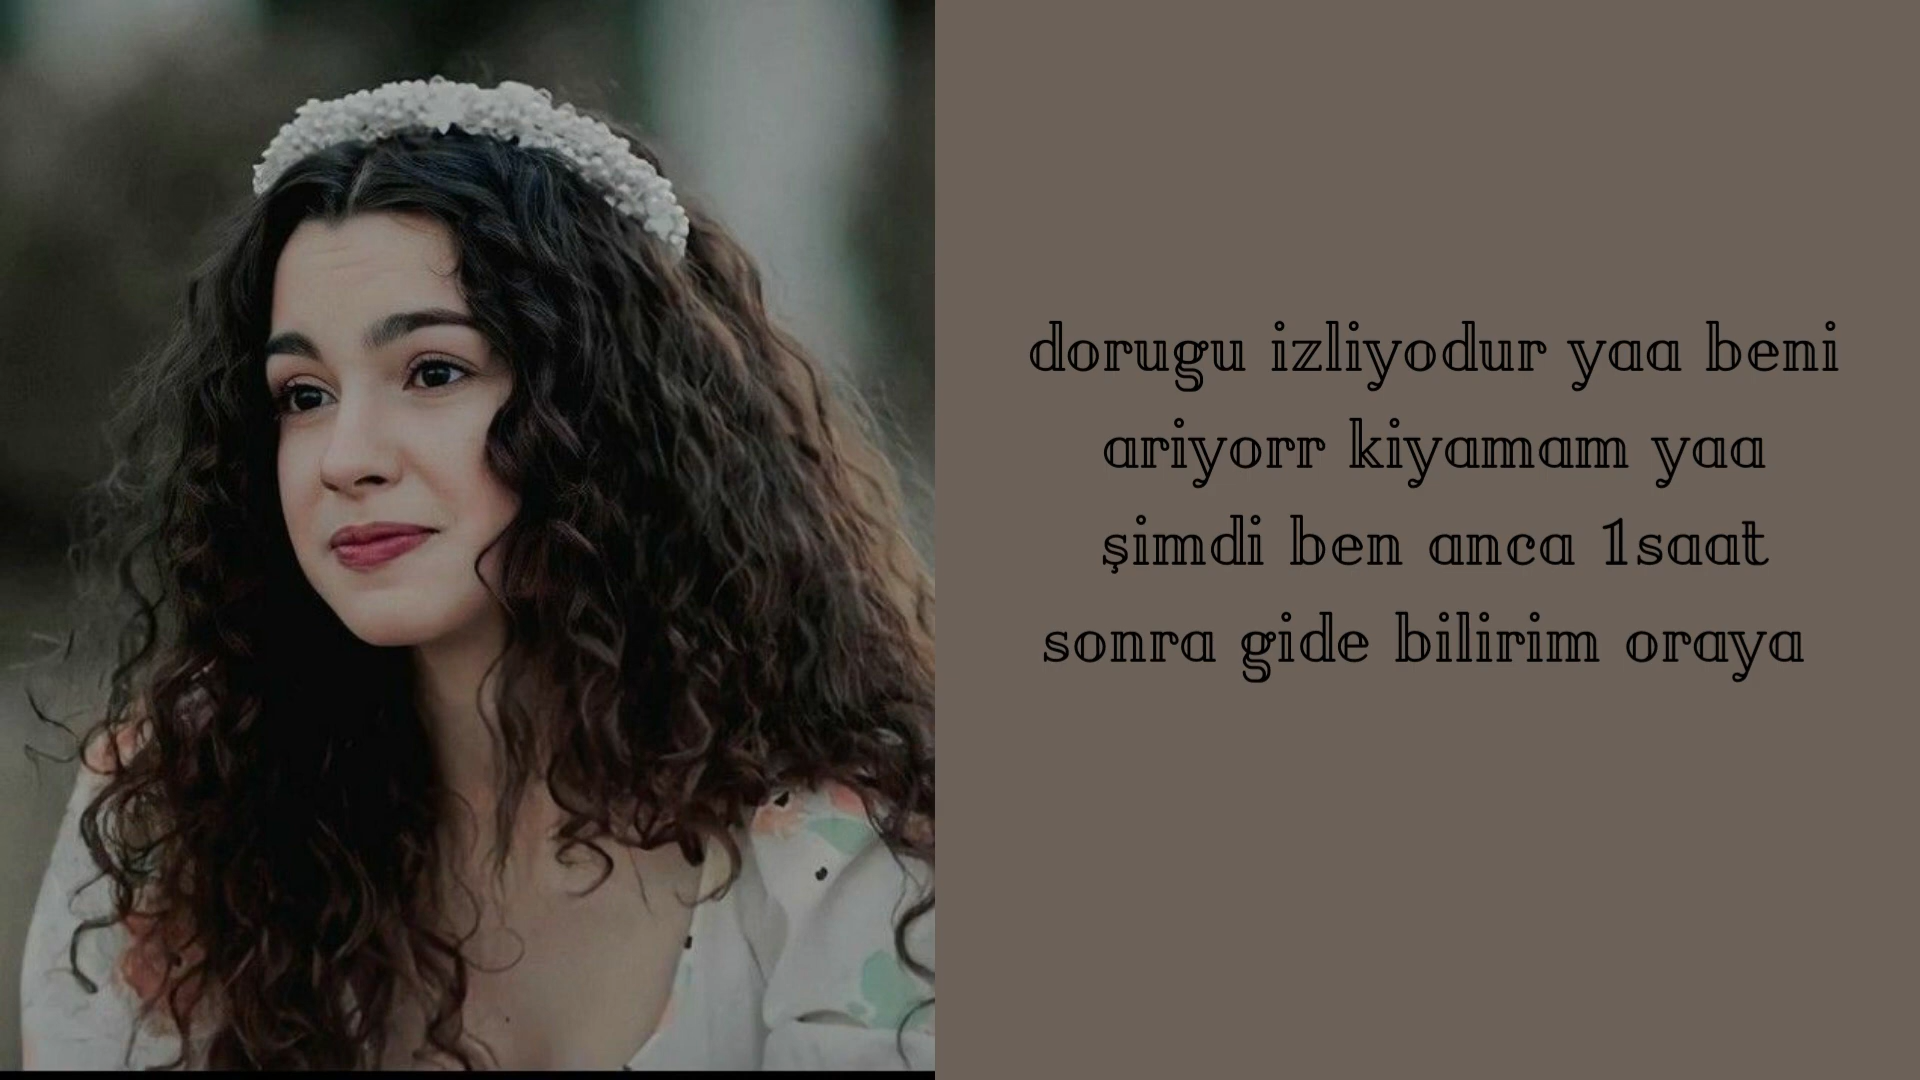 dorugu izliyodur yaa beni
ariyorr kiyamam yaa
şimdi ben anca 1saat
sonra gide bilirim oraya